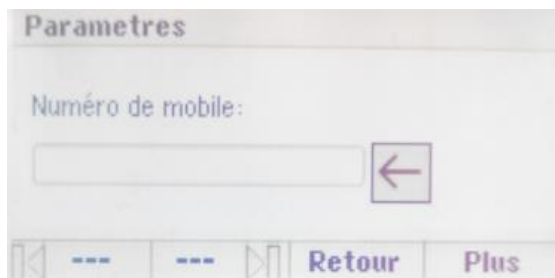 Parametres
Numéro de mobile:
--- --- Retour Plus